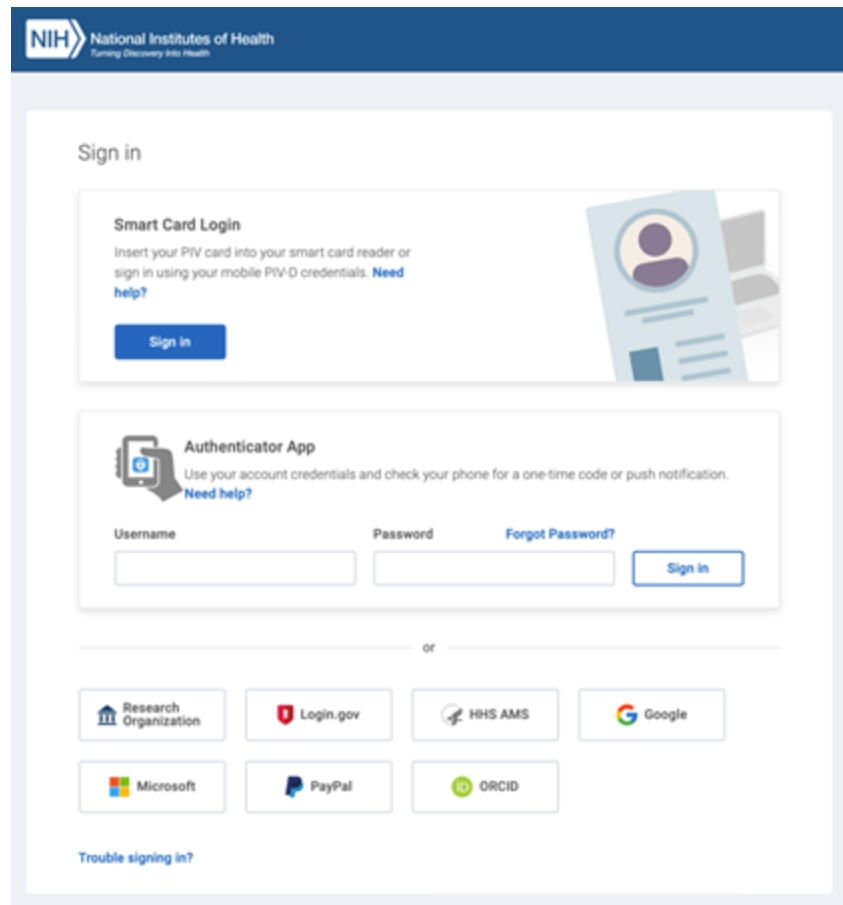 NIH
National Institutes of Health
Turning Discovery Into Health
Sign in
Smart Card Login
Insert your PIV card into your smart card reader or
sign in using your mobile PIV-D credentials. Need
help?
Sign in
Authenticator App
Use your account credentials and check your phone for a one-time code or push notification.
Need help?
Username
Password
Forgot Password?
Sign in
or
Research
Organization
Login.gov
HHS AMS
Google
Microsoft
PayPal
iD ORCID
Trouble signing in?